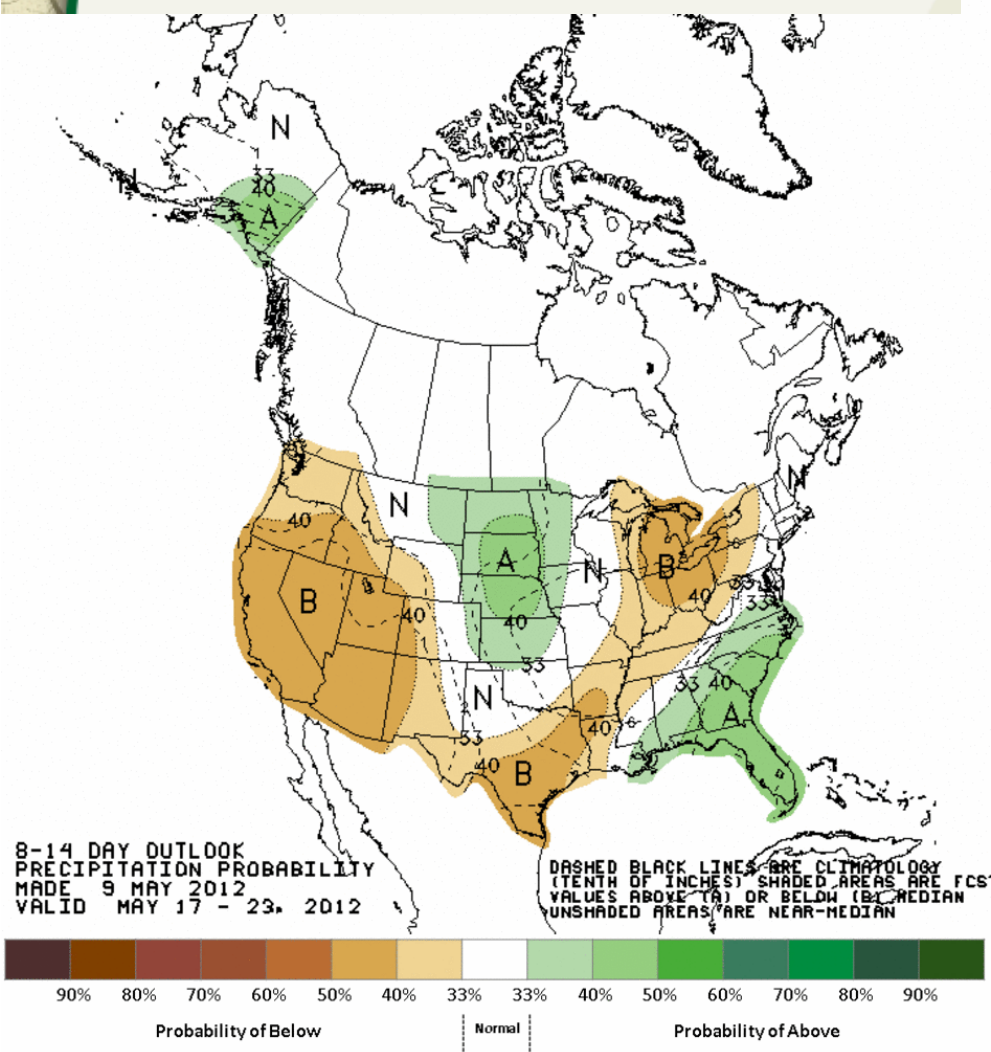 N
33
40
N
A
N
N
40
A
N
B
B
40
33
33
40
40
33
33 40
N
A
2
33
6
40
40
B
8-14 DAY OUTLOOK
PRECIPITATION PROBABILITY
MADE 9 MAY 2012
VALID MAY 17 - 23, 2012
DASHED BLACK LINES ARE CLIMATOLOGY
(TENTH OF INCHES) SHADED AREAS ARE FCST
VALUES ABOVE (A) OR BELOW (B) MEDIAN
UNSHADED AREAS ARE NEAR-MEDIAN
90% 80% 70% 60% 50% 40% 33% 33% 40% 50% 60% 70% 80% 90%
Probability of Below Normal Probability of Above